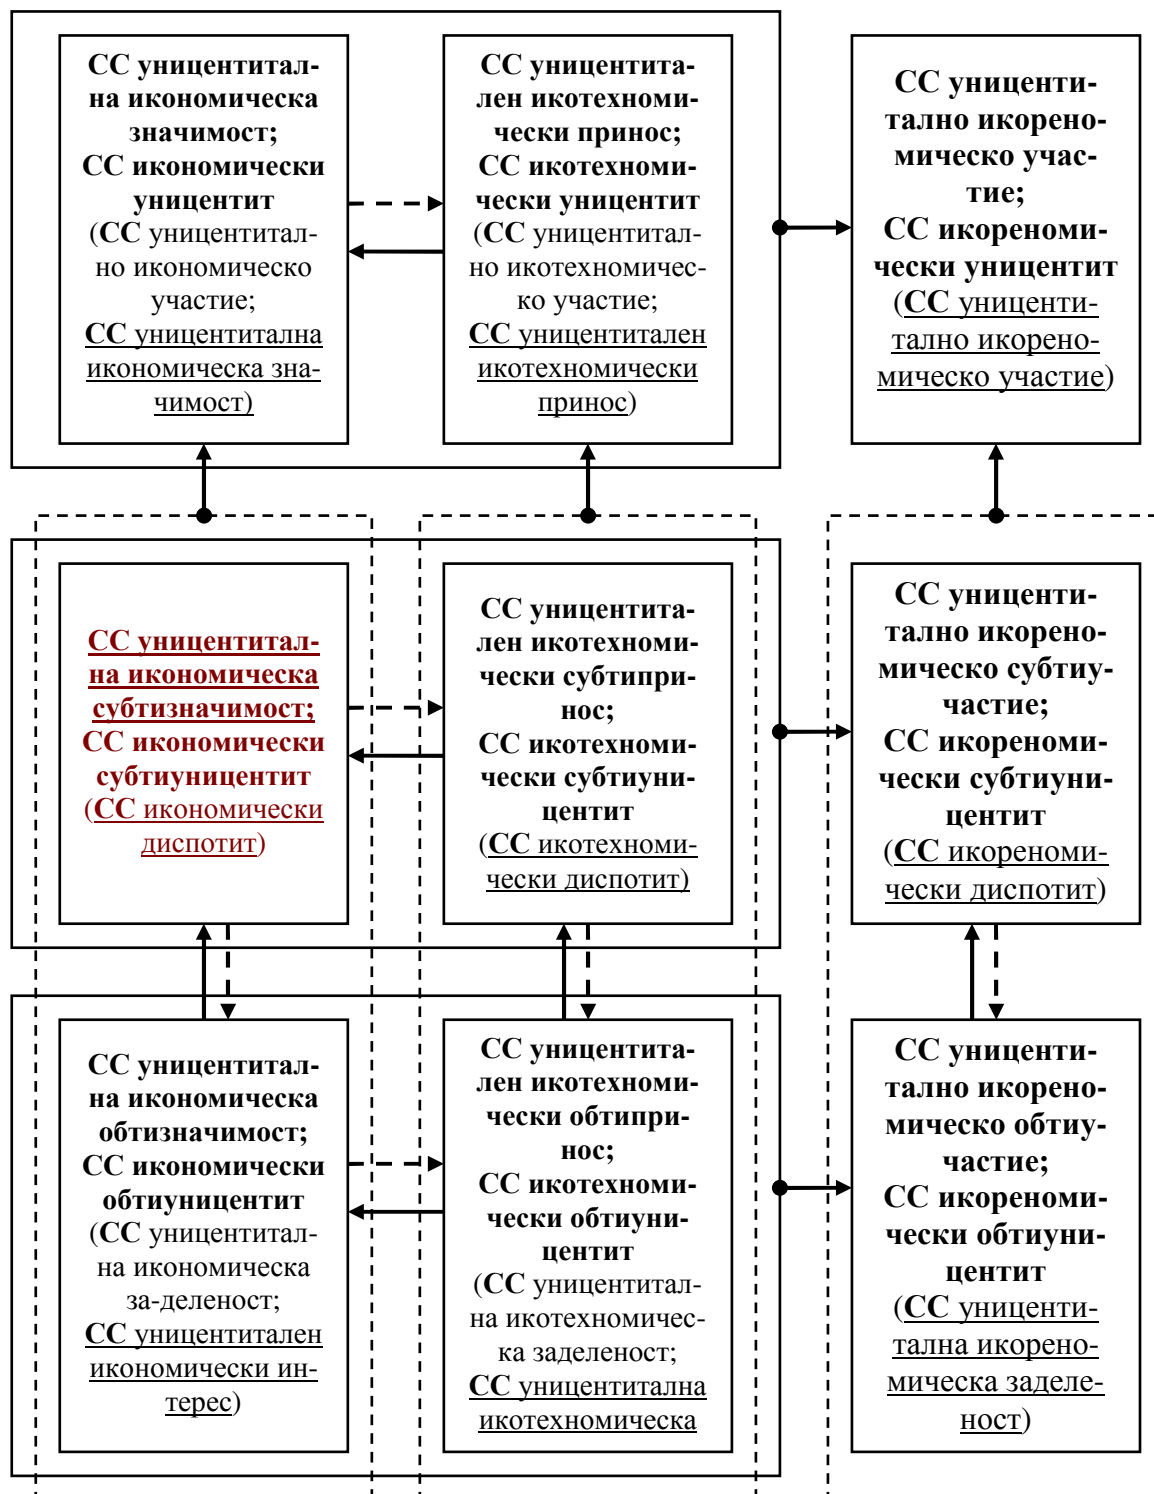 СС уницентитал-
на икономическа
значимост;
СС икономически
уницентит
(СС уницентитал-
но икономическо
участие;
СС уницентитална
икономическа зна-
чимост)
СС уницентита-
лен икотехноми-
чески принос;
СС икотехноми-
чески уницентит
(СС уницентитал-
но икотехномичес-
ко участие;
СС уницентитален
икотехномически
принос)
СС униценти-
тално икорено-
мическо учас-
тие;
СС икореноми-
чески уницентит
(СС униценти-
тално икорено-
мическо участие)
СС уницентитал-
на икономическа
субтизначимост;
СС икономически
субтиуницентит
(СС икономически
диспотит)
СС уницентита-
лен икотехноми-
чески субтипри-
нос;
СС икотехноми-
чески субтиуни-
центит
(СС икотехноми-
чески диспотит)
СС униценти-
тално икорено-
мическо субтиу-
частие;
СС икореноми-
чески субтиуни-
центит
(СС икореноми-
чески диспотит)
СС уницентитал-
на икономическа
обтизначимост;
СС икономически
обтиуницентит
(СС уницентитал-
на икономическа
за-деленост;
СС уницентитален
икономически ин-
терес)
СС уницентита-
лен икотехноми-
чески обтипри-
нос;
СС икотехноми-
чески обтиуни-
центит
(СС уницентитал-
на икотехномичес-
ка заделеност;
СС уницентитална
икотехномическа
СС униценти-
тално икорено-
мическо обтиу-
частие;
СС икореноми-
чески обтиуни-
центит
(СС униценти-
тална икорено-
мическа заделе-
ност)